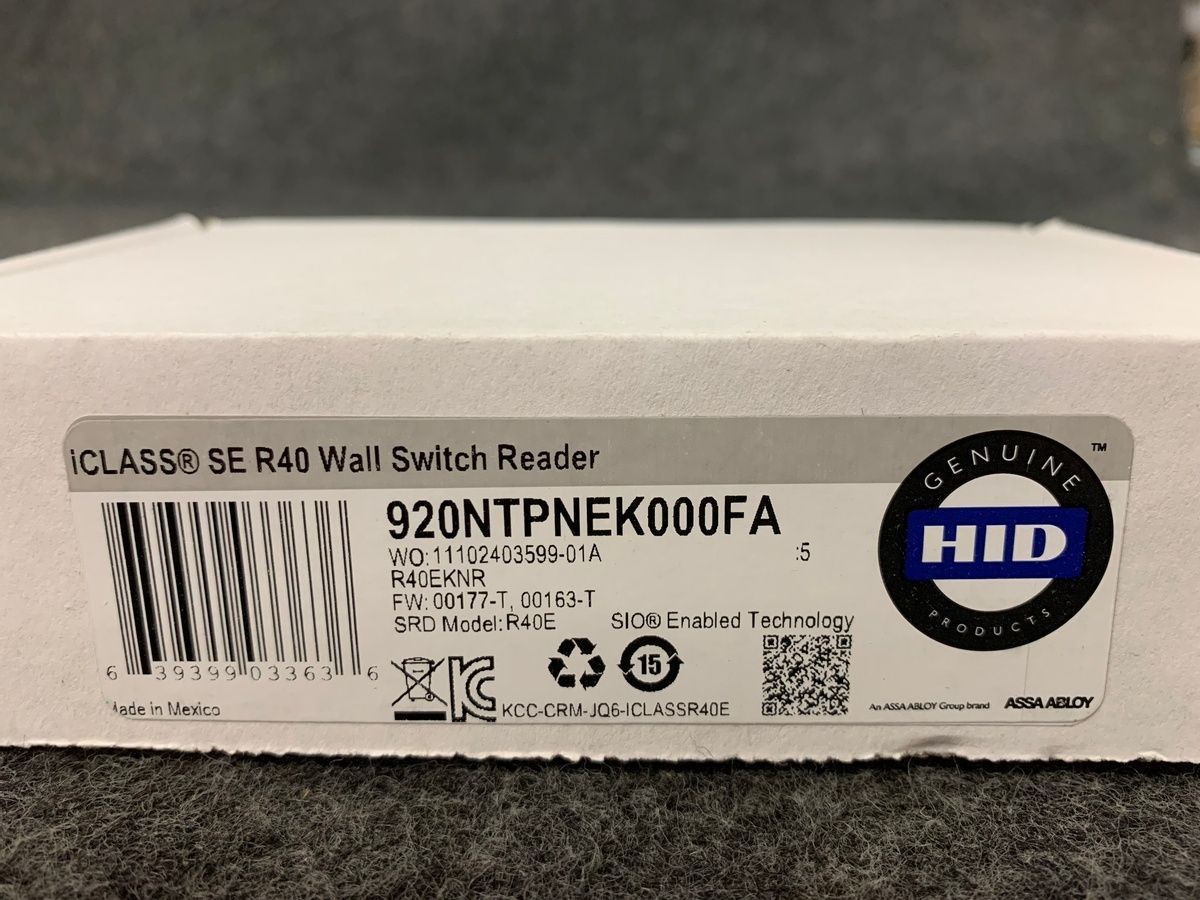 iCLASS® SE R40 Wall Switch Reader
920NTPNEK000FA
WO:11102403599-01A :5
R40EKNR
FW: 00177-T, 00163-T
SRD Model:R40E SIO® Enabled Technology
6 39399 03363 6
15
KCC-CRM-JQ6-ICLASSR40E
Made in Mexico
GENUINE
HID
PRODUCTS
TM
An ASSA ABLOY Group brand ASSA ABLOY